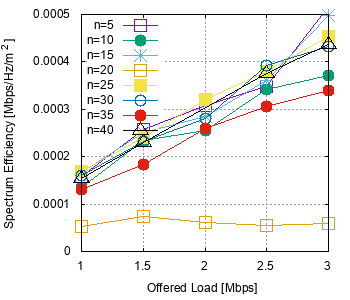 0.0005
0.0004
0.0003
0.0002
0.0001
0
Spectrum Efficiency [Mbps/Hz/m²]
n=5
n=10
n=15
n=20
n=25
n=30
n=35
n=40
1 1.5 2 2.5 3
Offered Load [Mbps]